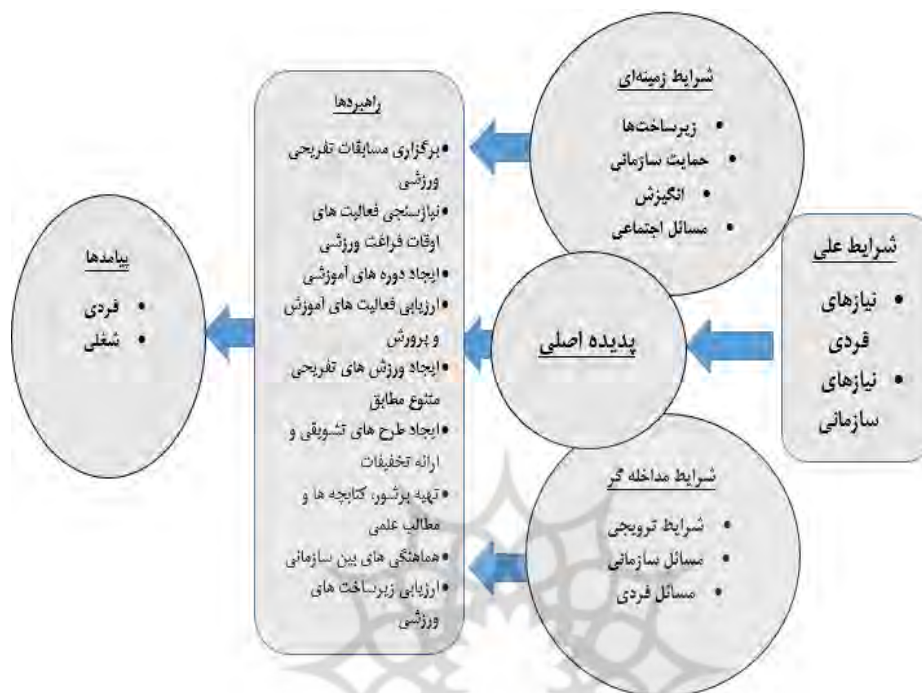 شرایط علی
• نیازهای
فردی
• نیازهای
سازمانی
شرایط زمینه‌ای
• زیرساخت‌ها
• حمایت سازمانی
• انگیزش
• مسائل اجتماعی
پدیده اصلی
شرایط مداخله گر
• شرایط ترویجی
• مسائل سازمانی
• مسائل فردی
راهبردها
• برگزاری مسابقات تفریحی
ورزشی
• نیازسنجی فعالیت های
اوقات فراغت ورزشی
• ایجاد دوره های آموزشی
• ارزیابی فعالیت های آموزش
و پرورش
• ایجاد ورزش های تفریحی
متنوع مطابق
• ایجاد طرح های تشویقی و
ارائه تخفیفات
• تهیه برشور، کتابچه ها و
مطالب علمی
• هماهنگی های بین سازمانی
• ارزیابی زیرساخت های
ورزشی
پیامدها
• فردی
• شغلی